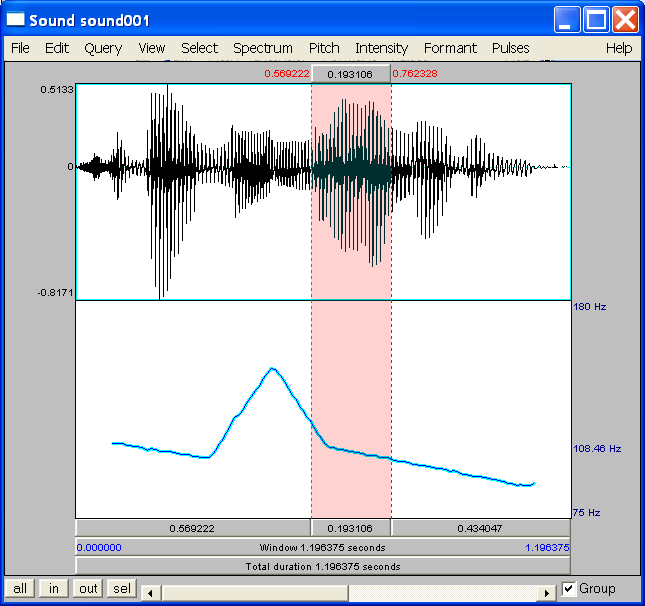 Sound sound001
File Edit Query View Select Spectrum Pitch Intensity Formant Pulses Help
0.569222 0.193106 0.762328
0.5133
0
-0.8171
180 Hz
108.46 Hz
75 Hz
0.569222 0.193106 0.434047
0.000000 Window 1.196375 seconds 1.196375
Total duration 1.196375 seconds
all in out sel Group